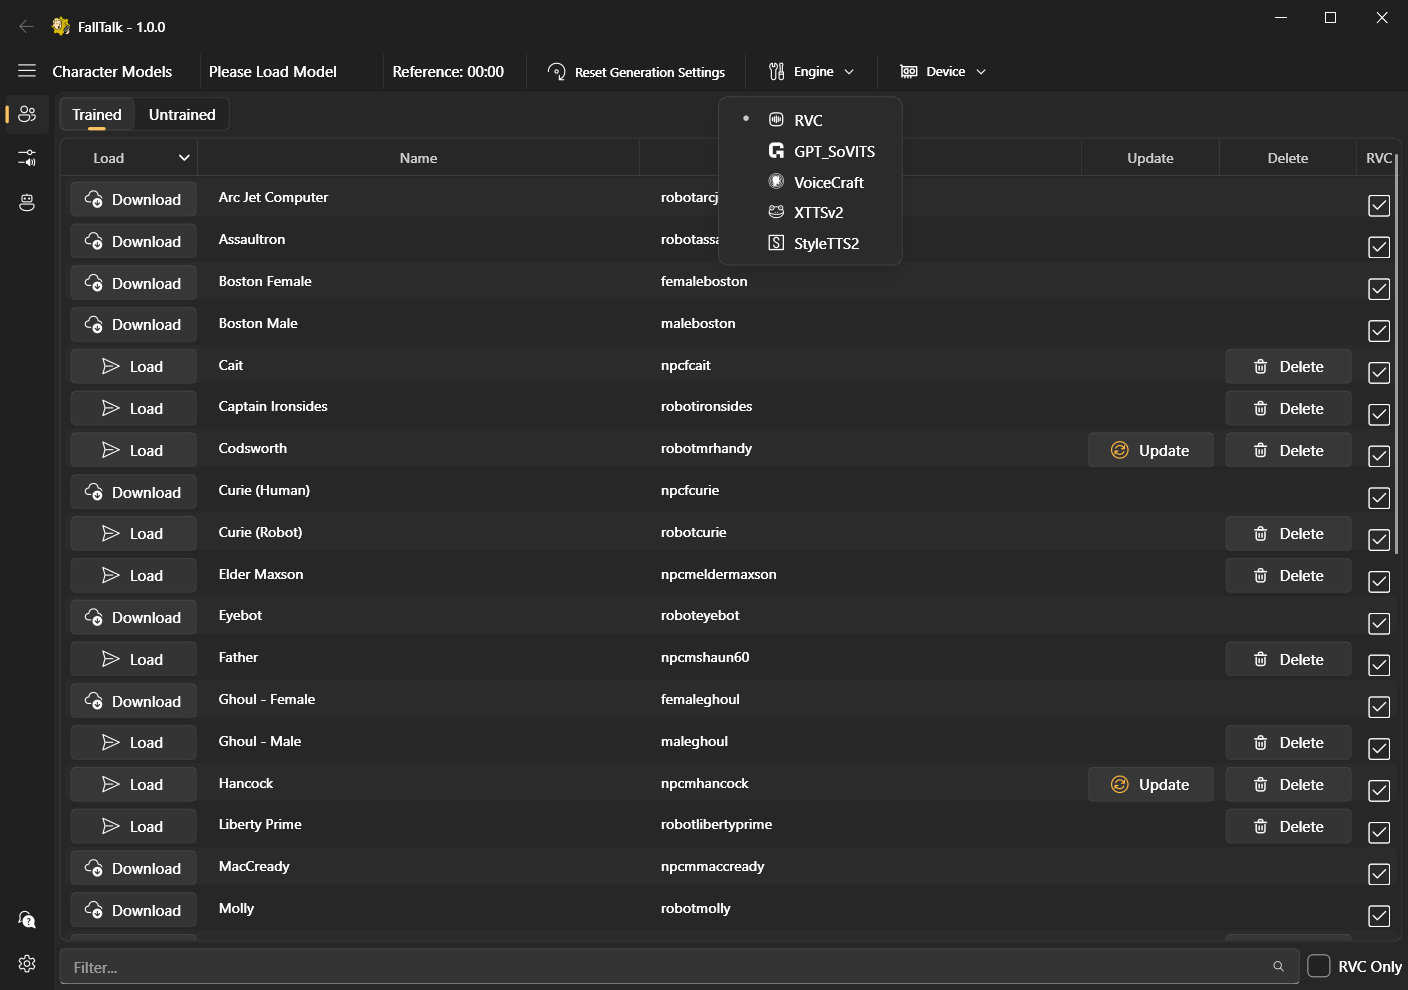 FallTalk - 1.0.0
Character Models Please Load Model Reference: 00:00 Reset Generation Settings Engine Device
Trained Untrained
RVC
GPT_SoVITS
VoiceCraft
XTTSv2
StyleTTS2
Load Name Update Delete RVC
Download Arc Jet Computer robotarcj
Download Assaultron robotassa
Download Boston Female femaleboston
Download Boston Male maleboston
Load Cait npcfcait Delete
Load Captain Ironsides robotironsides Delete
Load Codsworth robotmrhandy Update Delete
Download Curie (Human) npcfcurie
Load Curie (Robot) robotcurie Delete
Load Elder Maxson npcmeldermaxson Delete
Download Eyebot roboteyebot
Load Father npcmshaun60 Delete
Download Ghoul - Female femaleghoul
Load Ghoul - Male maleghoul Delete
Load Hancock npcmhancock Update Delete
Load Liberty Prime robotlibertyprime Delete
Download MacCready npcmmaccready
Download Molly robotmolly
Filter... RVC Only